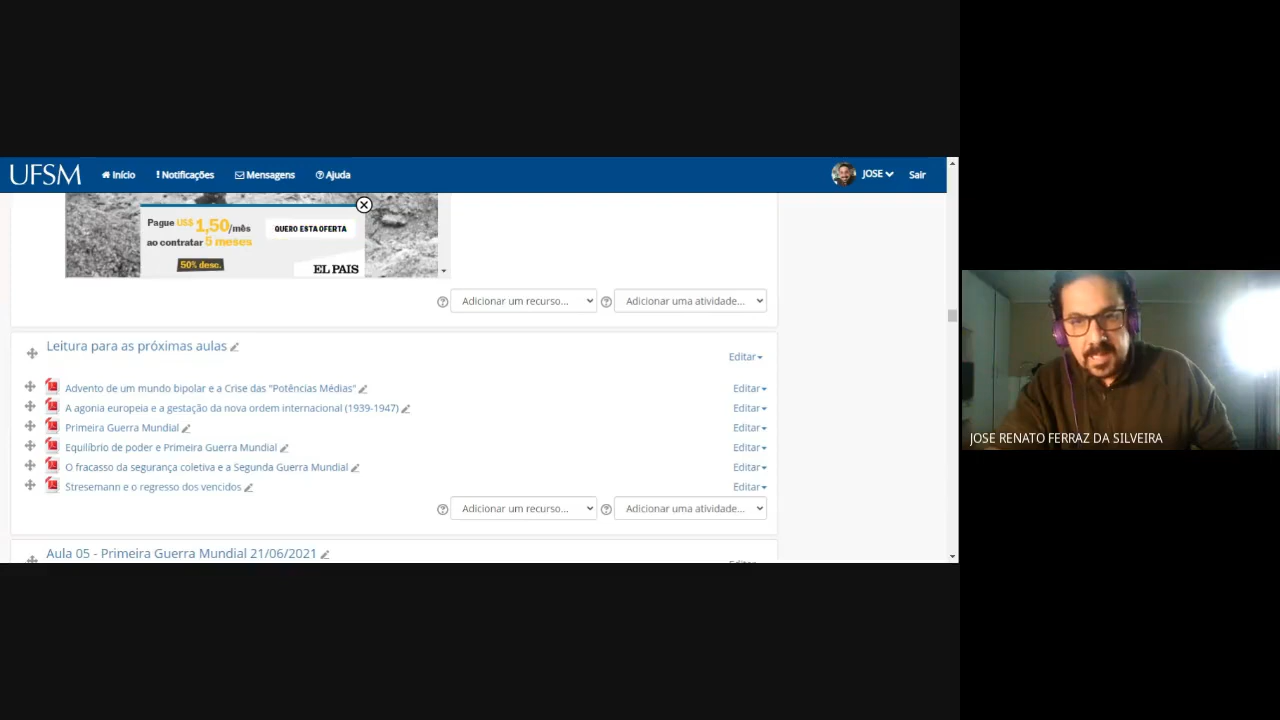 UFSM Início Notificações Mensagens Ajuda JOSE Sair
Pague US$ 1,50/mês
ao contratar 5 meses
50% desc.
QUERO ESTA OFERTA
EL PAIS
Adicionar um recurso... Adicionar uma atividade...
Leitura para as próximas aulas
Editar
Advento de um mundo bipolar e a Crise das "Potências Médias" Editar
A agonia europeia e a gestação da nova ordem internacional (1939-1947) Editar
Primeira Guerra Mundial Editar
Equilíbrio de poder e Primeira Guerra Mundial Editar
O fracasso da segurança coletiva e a Segunda Guerra Mundial Editar
Stresemann e o regresso dos vencidos Editar
Adicionar um recurso... Adicionar uma atividade...
Aula 05 - Primeira Guerra Mundial 21/06/2021
JOSE RENATO FERRAZ DA SILVEIRA